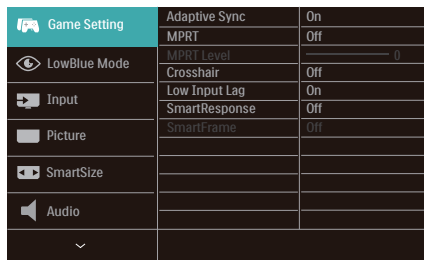 Game Setting
LowBlue Mode
Input
Picture
SmartSize
Audio
Adaptive Sync On
MPRT Off
MPRT Level 0
Crosshair Off
Low Input Lag On
SmartResponse Off
SmartFrame Off